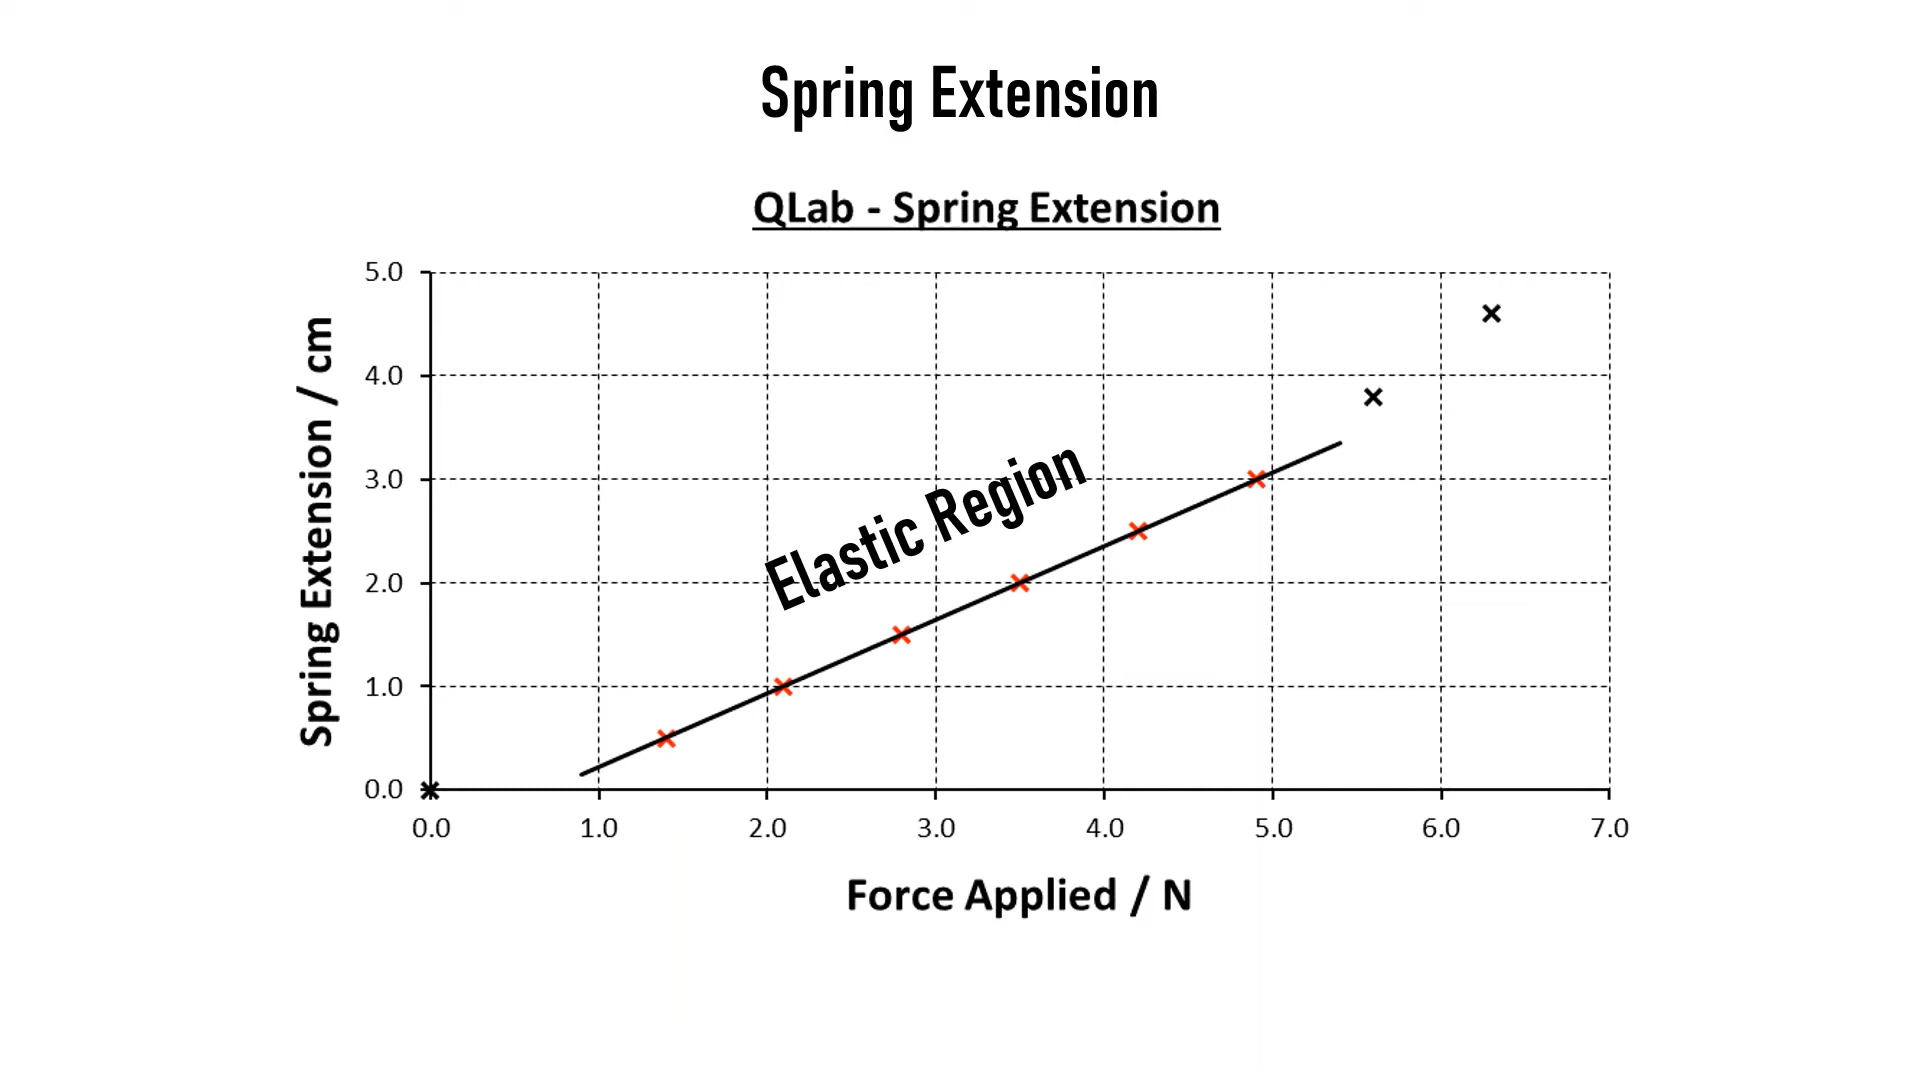 Spring Extension
QLab - Spring Extension
5.0
4.0
3.0
2.0
1.0
0.0
Spring Extension / cm
Elastic Region
0.0 1.0 2.0 3.0 4.0 5.0 6.0 7.0
Force Applied / N